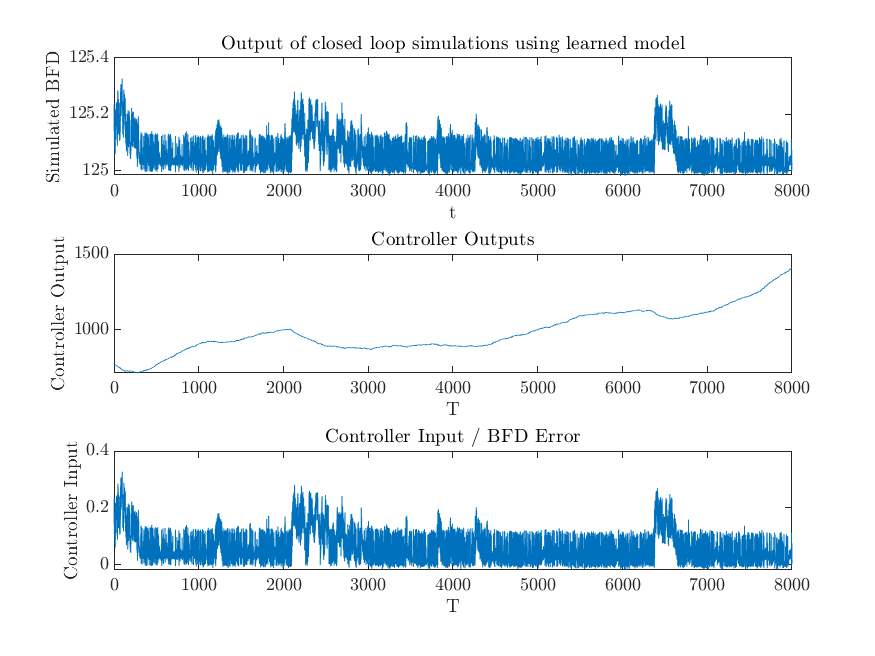 Output of closed loop simulations using learned model
Simulated BFD
125.4
125.2
125
0 1000 2000 3000 4000 5000 6000 7000 8000
t
Controller Outputs
Controller Output
1500
1000
0 1000 2000 3000 4000 5000 6000 7000 8000
T
Controller Input / BFD Error
Controller Input
0.4
0.2
0
0 1000 2000 3000 4000 5000 6000 7000 8000
T